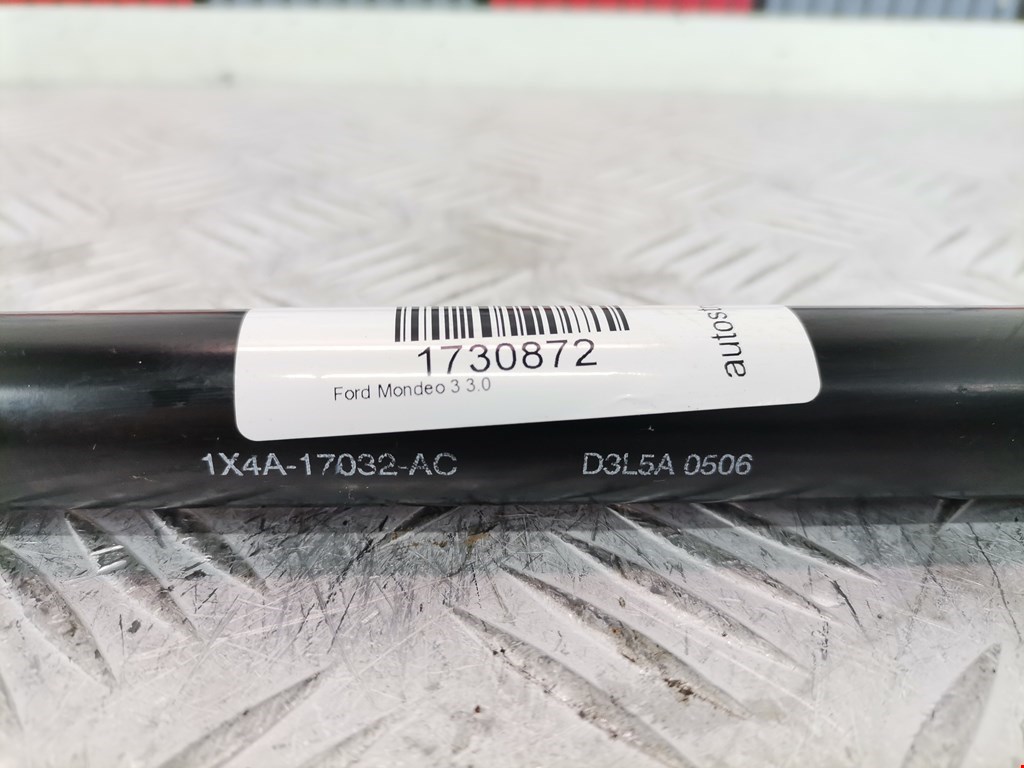 1730872
Ford Mondeo 3 3.0
1X4A-17032-AC
D3L5A 0506